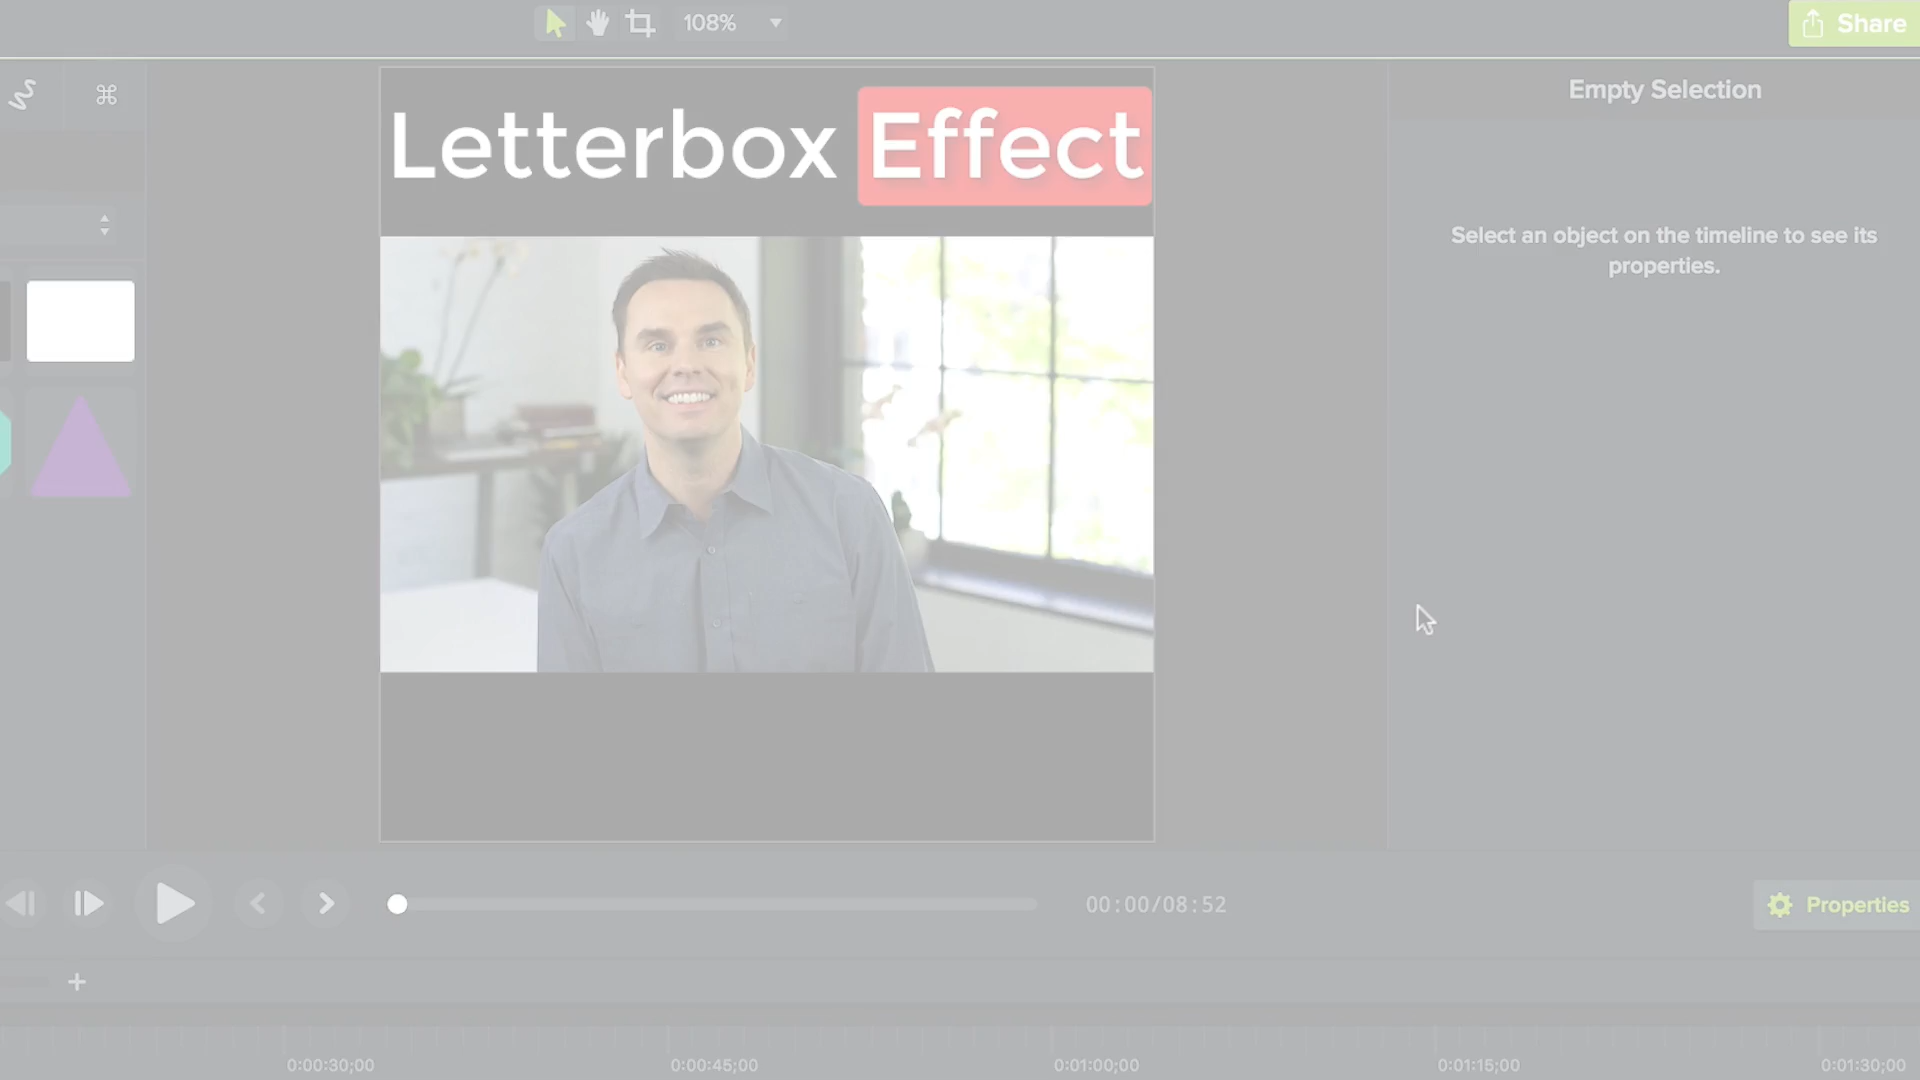 108%
Share
Empty Selection
Letterbox Effect
Select an object on the timeline to see its
properties.
00:00/08:52
Properties
0:00:30;00
0:00:45;00
0:01:00;00
0:01:15;00
0:01:30;00